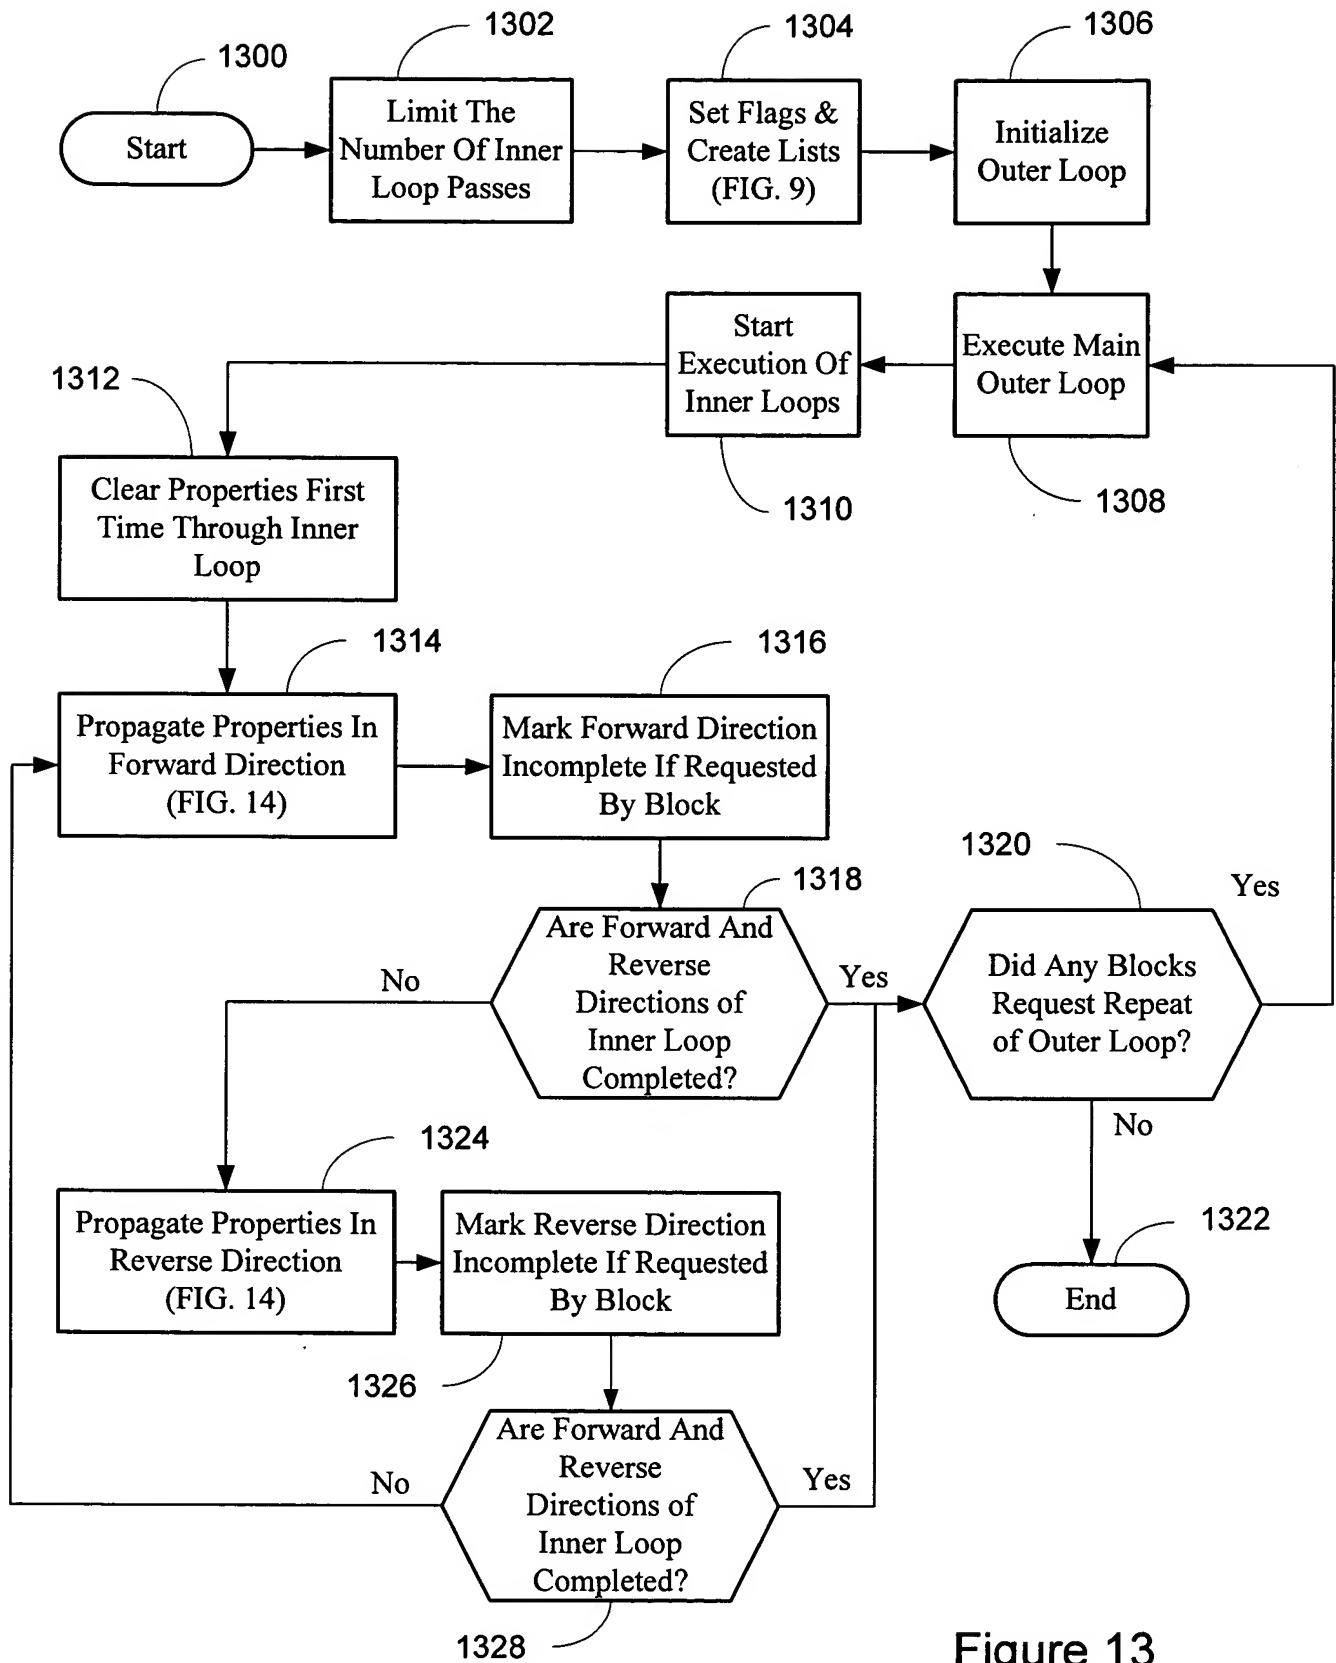 1300
1302
1304
1306
Start
Limit The
Number Of Inner
Loop Passes
Set Flags &
Create Lists
(FIG. 9)
Initialize
Outer Loop
Start
Execution Of
Inner Loops
Execute Main
Outer Loop
1312
1310
1308
Clear Properties First
Time Through Inner
Loop
1314
1316
Propagate Properties In
Forward Direction
(FIG. 14)
Mark Forward Direction
Incomplete If Requested
By Block
1318
1320
Yes
Are Forward And
Reverse
Directions of
Inner Loop
Completed?
No
Yes
Did Any Blocks
Request Repeat
of Outer Loop?
No
1324
1322
Propagate Properties In
Reverse Direction
(FIG. 14)
Mark Reverse Direction
Incomplete If Requested
By Block
End
1326
Are Forward And
Reverse
Directions of
Inner Loop
Completed?
No
Yes
1328
Figure 13